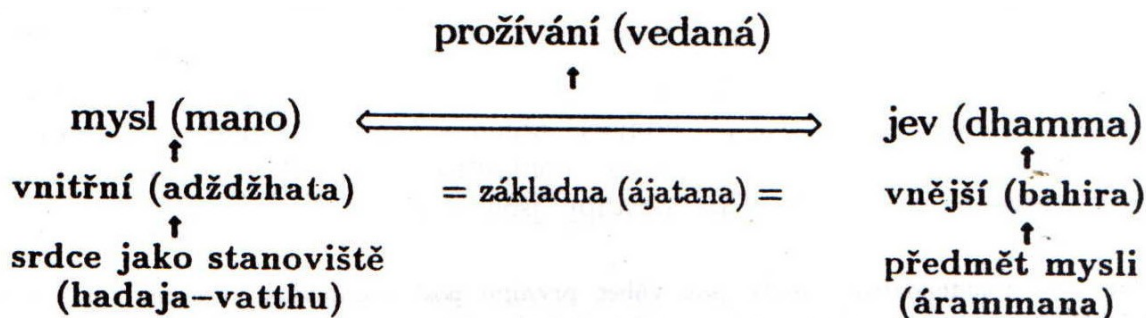 prožívání (vedaná)
mysl (mano)
jev (dhamma)
vnitřní (adždžhata)
= základna (ájatana) =
vnější (bahira)
srdce jako stanoviště
(hadaja–vatthu)
předmět mysli
(árammana)